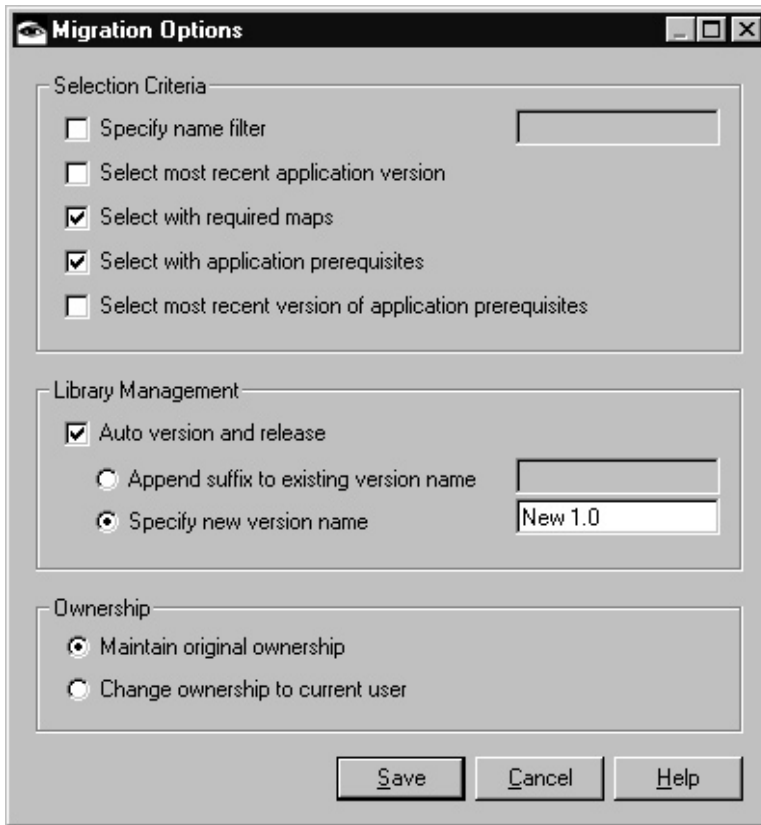 Migration Options
Selection Criteria
Specify name filter
Select most recent application version
Select with required maps
Select with application prerequisites
Select most recent version of application prerequisites
Library Management
Auto version and release
Append suffix to existing version name
Specify new version name New 1.0
Ownership
Maintain original ownership
Change ownership to current user
Save Cancel Help